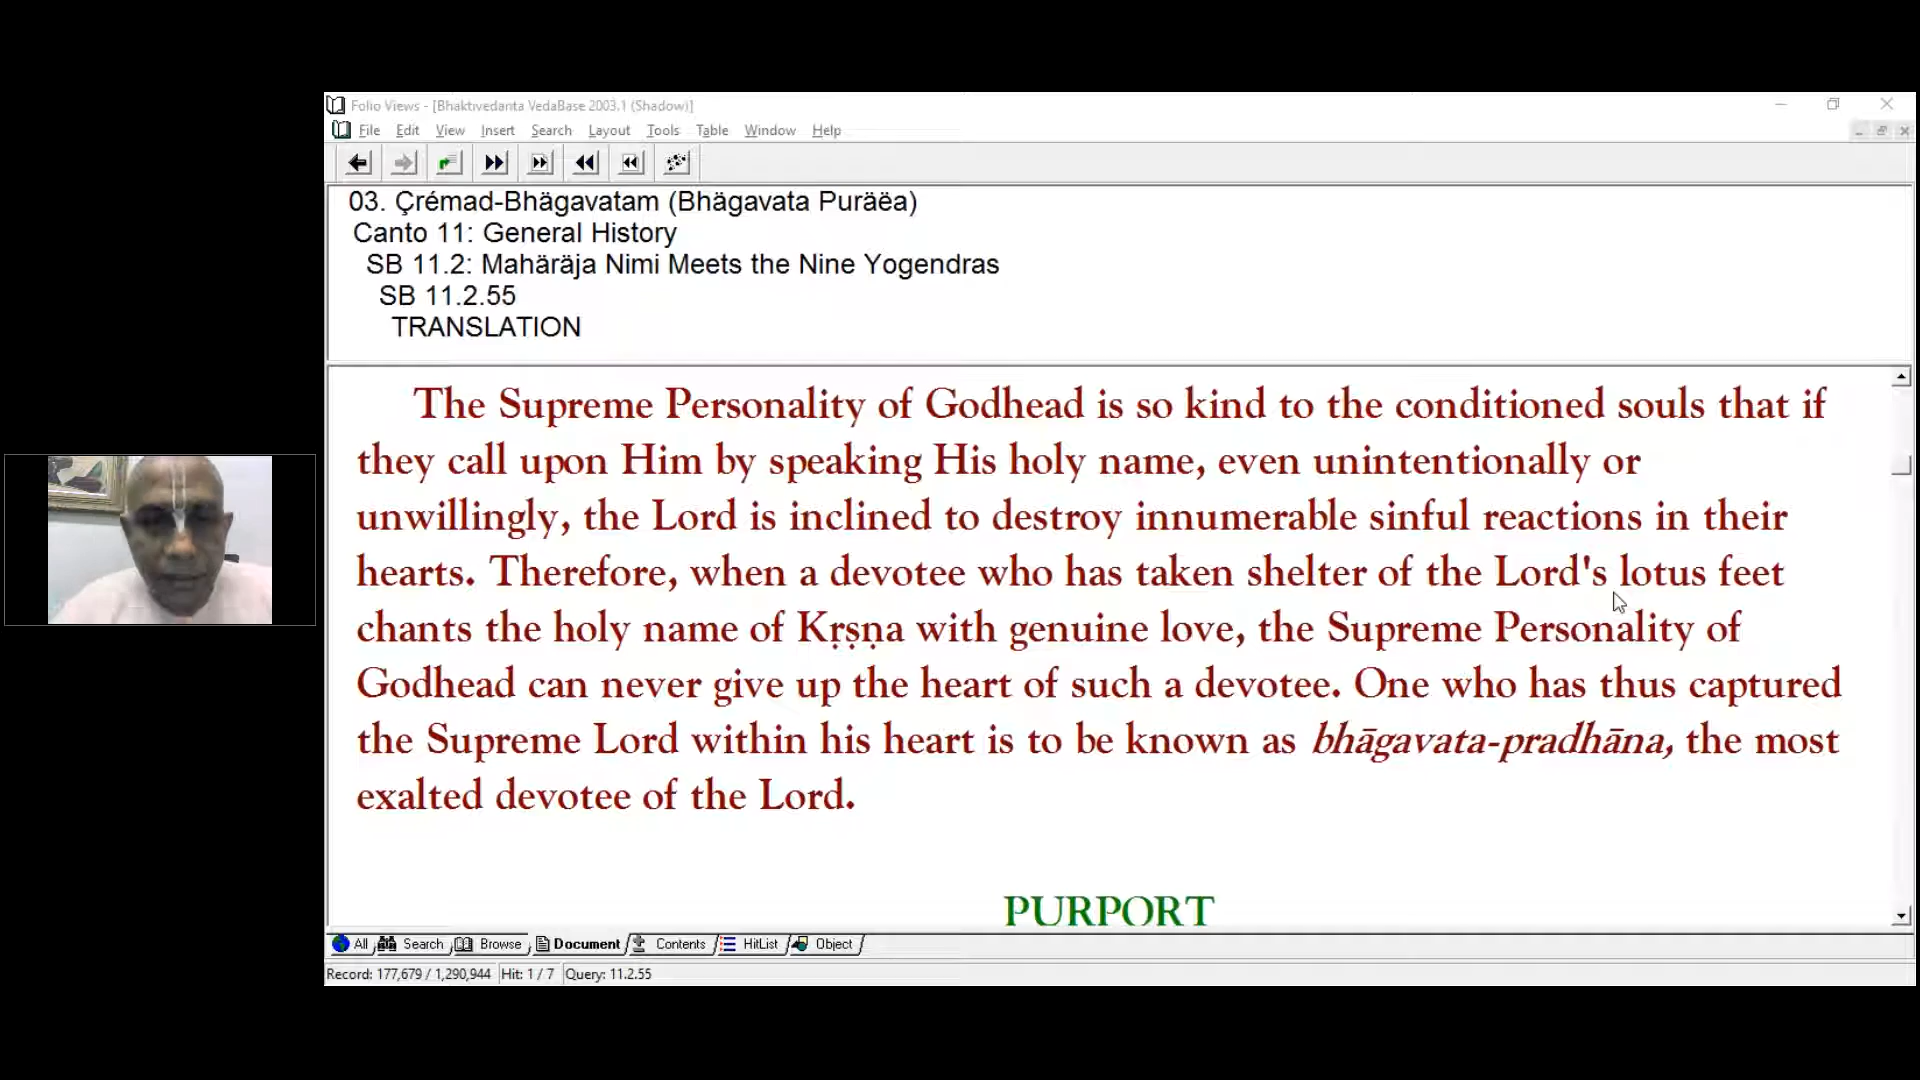 Folio Views - [Bhaktivedanta VedaBase 2003.1 (Shadow)]
File Edit View Insert Search Layout Tools Table Window Help
03. Çrémad-Bhägavatam (Bhägavata Puräëa)
Canto 11: General History
SB 11.2: Mahäräja Nimi Meets the Nine Yogendras
SB 11.2.55
TRANSLATION
The Supreme Personality of Godhead is so kind to the conditioned souls that if
they call upon Him by speaking His holy name, even unintentionally or
unwillingly, the Lord is inclined to destroy innumerable sinful reactions in their
hearts. Therefore, when a devotee who has taken shelter of the Lord's lotus feet
chants the holy name of Kṛṣṇa with genuine love, the Supreme Personality of
Godhead can never give up the heart of such a devotee. One who has thus captured
the Supreme Lord within his heart is to be known as bhāgavata-pradhāna, the most
exalted devotee of the Lord.
PURPORT
All Search Browse Document Contents HitList Object
Record: 177,679 / 1,290,944 Hit: 1 / 7 Query: 11.2.55